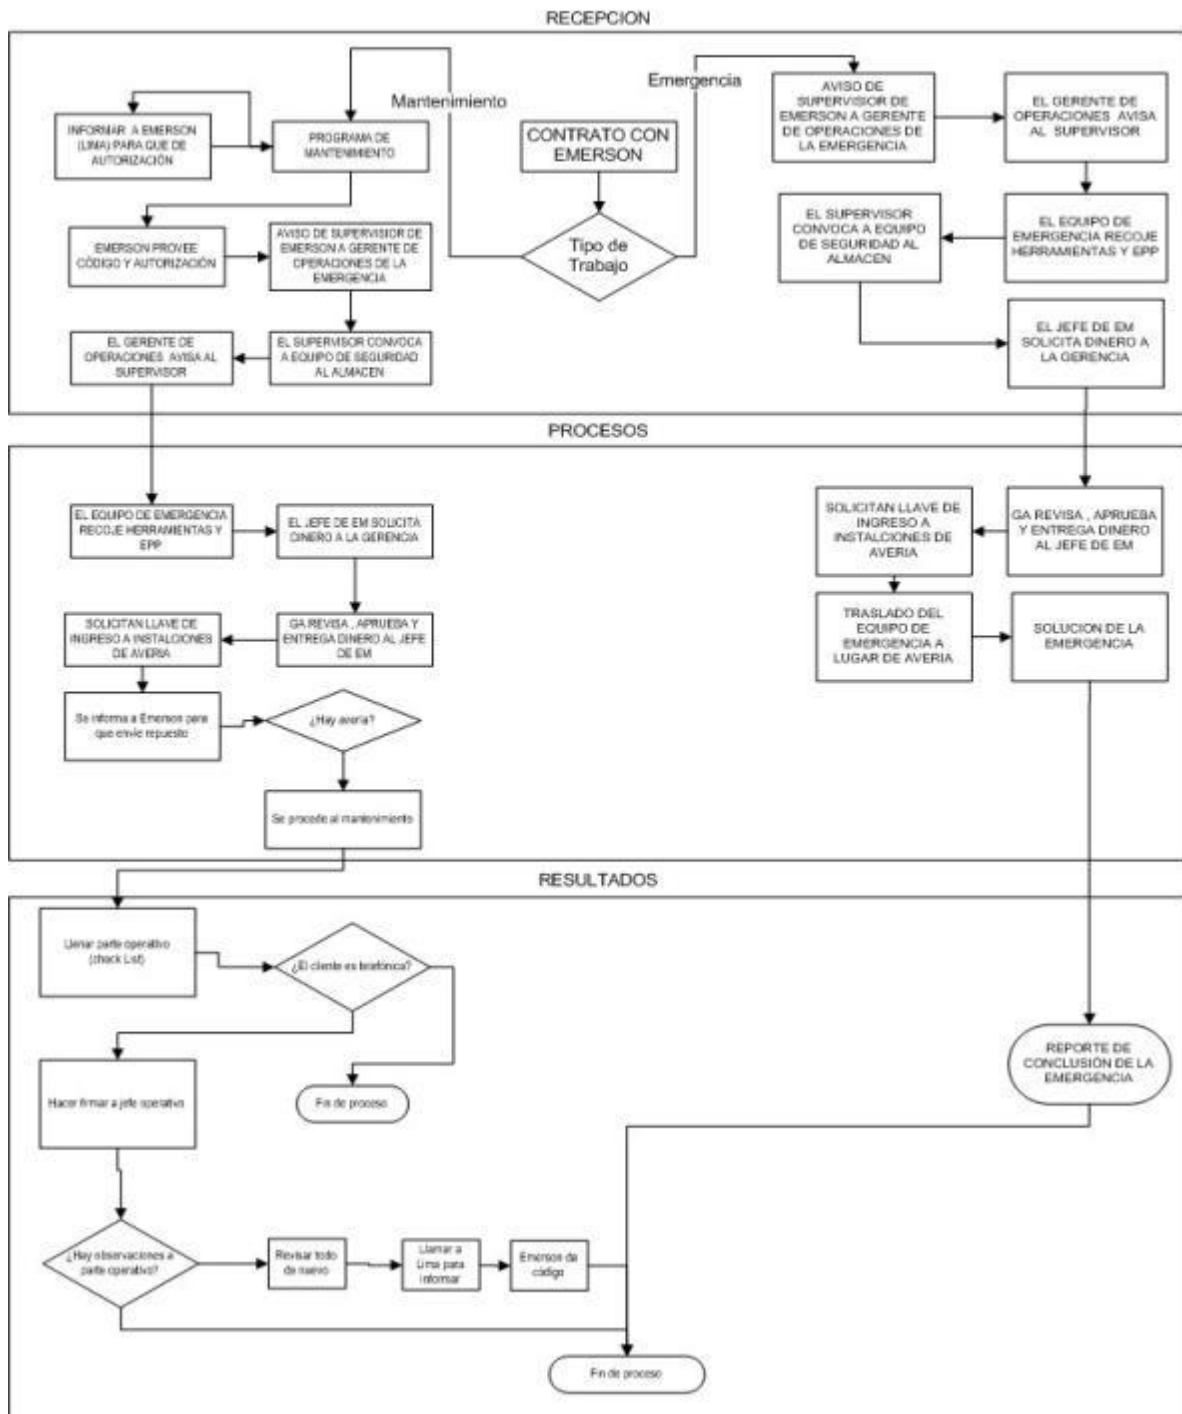 RECEPCION
Mantenimiento
Emergencia
INFORMAR A EMERSON
(LIMA) PARA QUE DE
AUTORIZACIÓN
PROGRAMA DE
MANTENIMIENTO
CONTRATO CON
EMERSON
AVISO DE
SUPERVISIOR DE
EMERSON A GERENTE
DE OPERACIONES DE
LA EMERGENCIA
EL GERENTE DE
OPERACIONES AVISA
AL SUPERVISOR
EMERSON PROVEE
CÓDIGO Y AUTORIZACIÓN
AVISO DE SUPERVISIOR DE
EMERSON A GERENTE DE
OPERACIONES DE LA
EMERGENCIA
Tipo de
Trabajo
EL SUPERVISOR
CONVOCA A EQUIPO
DE SEGURIDAD AL
ALMACEN
EL EQUIPO DE
EMERGENCIA RECOJE
HERRAMIENTAS Y EPP
EL GERENTE DE
OPERACIONES AVISA AL
SUPERVISOR
EL SUPERVISOR CONVOCA
A EQUIPO DE SEGURIDAD
AL ALMACEN
EL JEFE DE EM
SOLICITA DINERO A
LA GERENCIA
PROCESOS
EL EQUIPO DE EMERGENCIA
RECOJE HERRAMIENTAS Y
EPP
EL JEFE DE EM SOLICITA
DINERO A LA GERENCIA
SOLICITAN LLAVE DE
INGRESO A
INSTALCIONES DE
AVERIA
GA REVISA , APRUEBA
Y ENTREGA DINERO
AL JEFE DE EM
SOLICITAN LLAVE DE
INGRESO A INSTALCIONES
DE AVERIA
GA REVISA , APRUEBA Y
ENTREGA DINERO AL JEFE
DE EM
TRASLADO DEL
EQUIPO DE
EMERGENCIA A
LUGAR DE AVERIA
SOLUCION DE LA
EMERGENCIA
Se informa a Emerson para
que envíe repuesto
¿Hay avería?
Se procede al mantenimiento
RESULTADOS
Llenar parte operativo
(check List)
¿El cliente es telefónica?
Hacer firmar a jefe operativo
Fin de proceso
REPORTE DE
CONCLUSIÓN DE LA
EMERGENCIA
¿Hay observaciones a
parte operativo?
Revisar todo
de nuevo
Llamar a
Lima para
informar
Emerson da
código
Fin de proceso